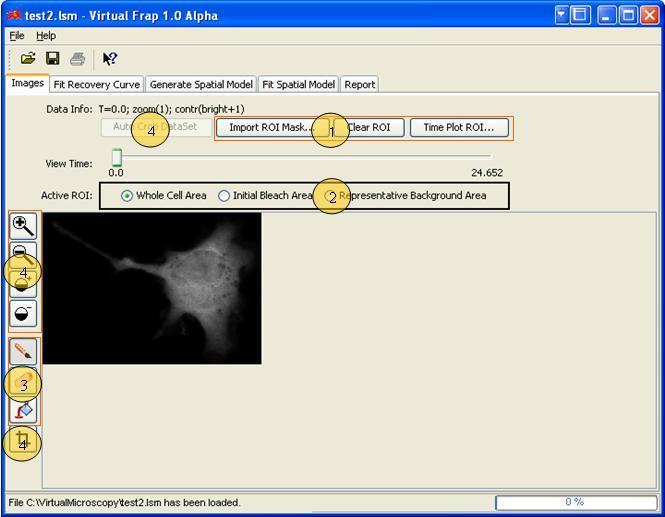 test2.lsm - Virtual Frap 1.0 Alpha
File Help
Images Fit Recovery Curve Generate Spatial Model Fit Spatial Model Report
Data Info: T=0.0; zoom(1); contr(bright+1)
Auto Crop DataSet 4 Import ROI Mask... 1 Clear ROI Time Plot ROI...
View Time:
0.0 24.652
Active ROI: Whole Cell Area Initial Bleach Area 2 Representative Background Area
4
3
4
File C:\VirtualMicroscopy\test2.lsm has been loaded. 0 %